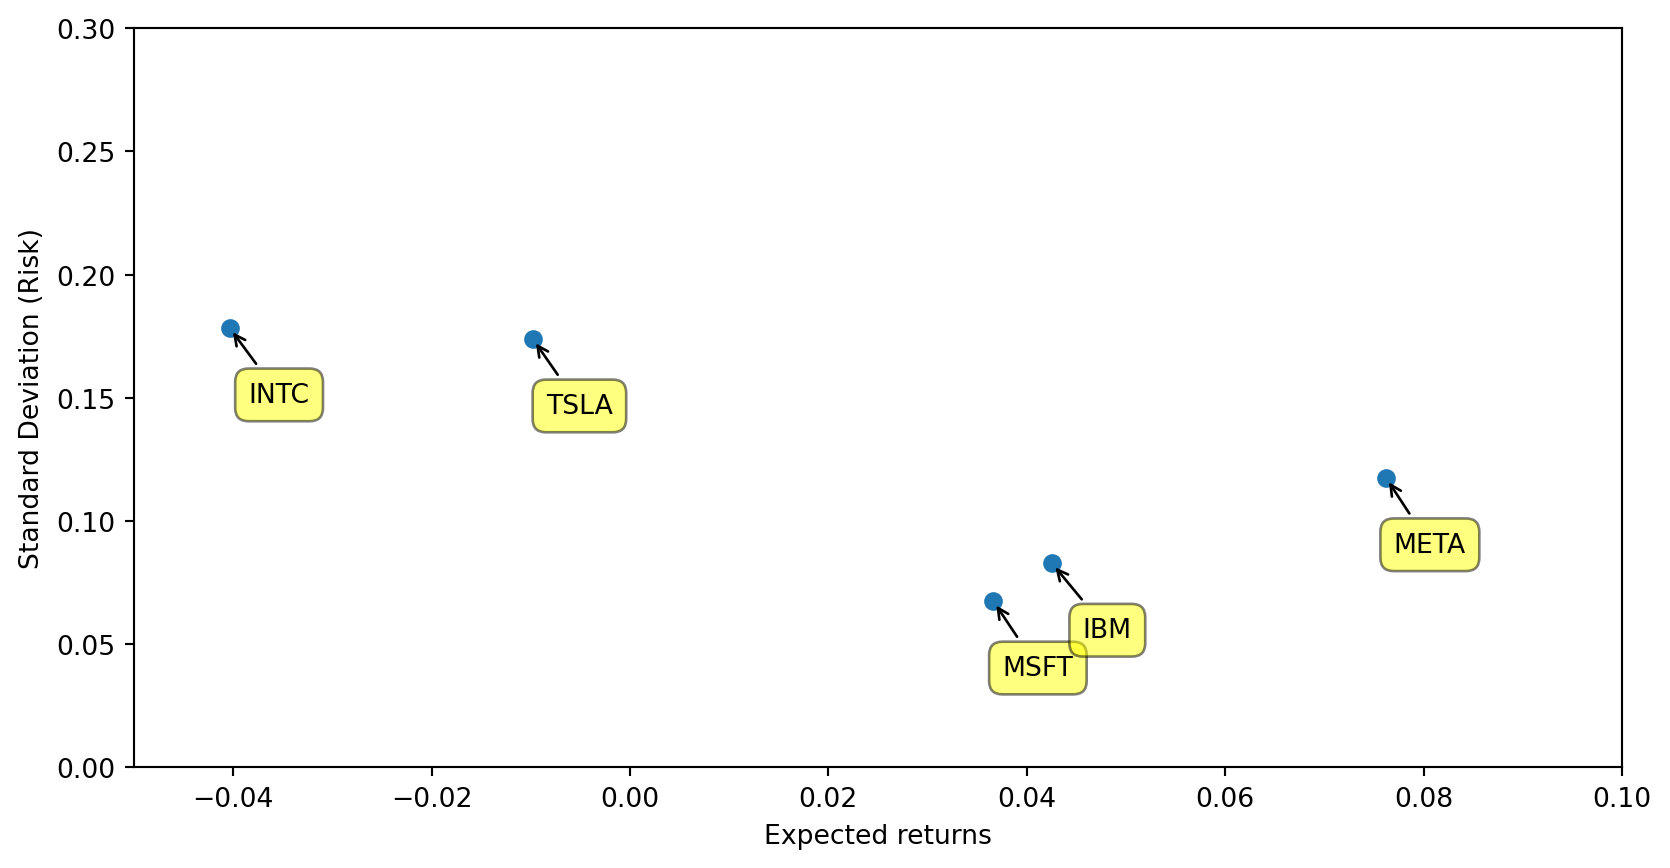 0.30
0.25
0.20
0.15
0.10
0.05
0.00
Standard Deviation (Risk)
INTC
TSLA
META
IBM
MSFT
−0.04
−0.02
0.00
0.02
0.04
0.06
0.08
0.10
Expected returns